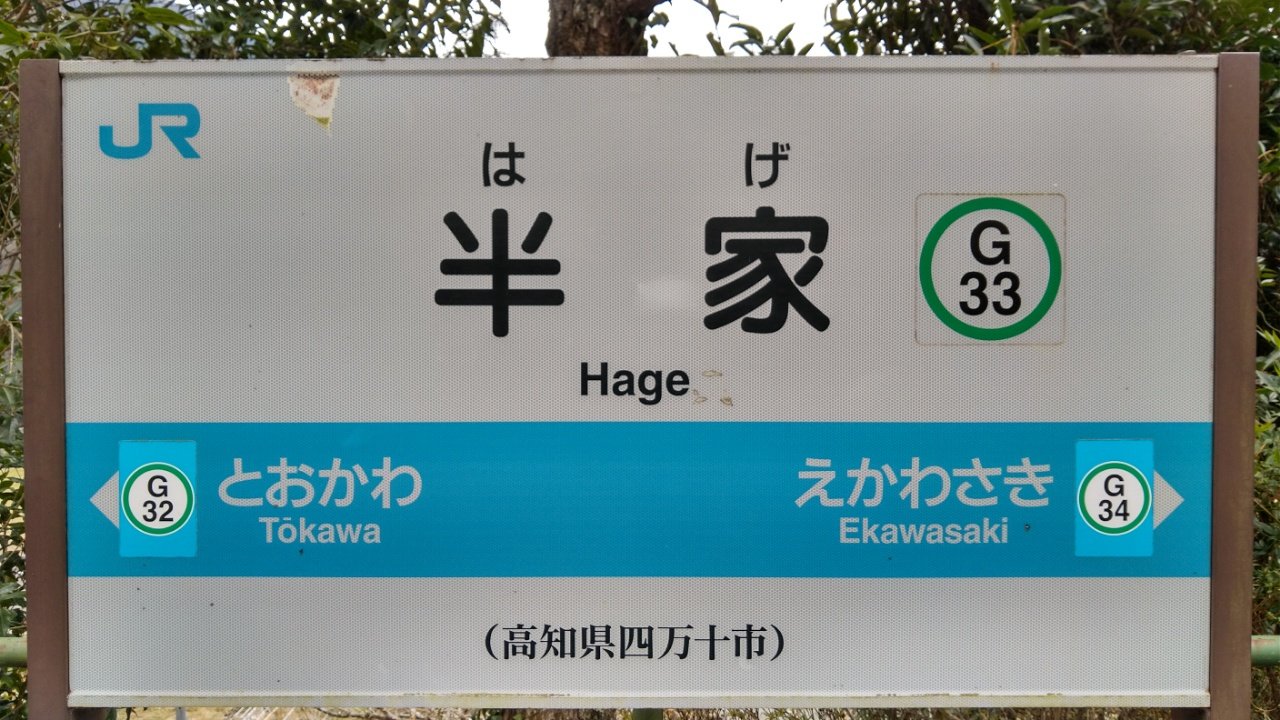 JR
は げ
半 家
G
33
Hage
G
32
とおかわ
Tōkawa
えかわさき
Ekawasaki
G
34
(高知県四万十市)